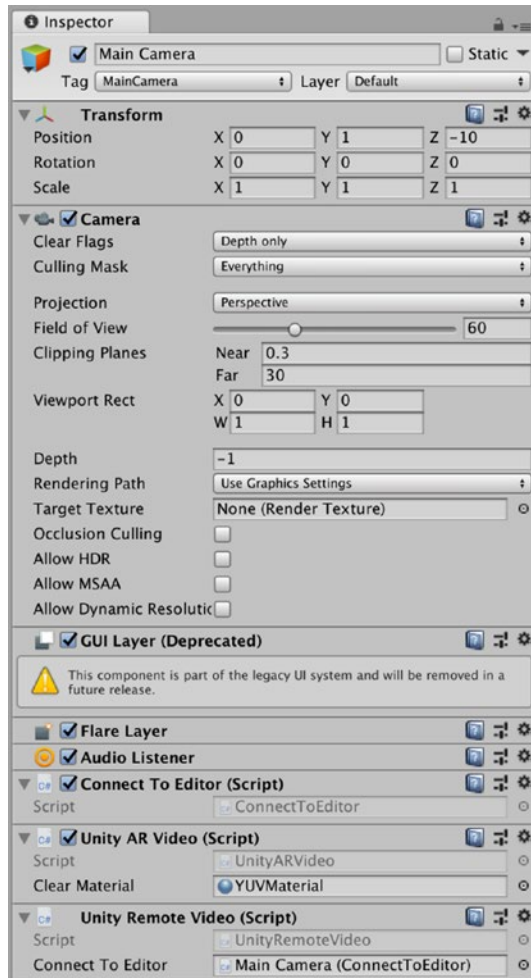 Inspector
Main Camera Static
Tag MainCamera Layer Default
Transform
Position X 0 Y 1 Z -10
Rotation X 0 Y 0 Z 0
Scale X 1 Y 1 Z 1
Camera
Clear Flags Depth only
Culling Mask Everything
Projection Perspective
Field of View 60
Clipping Planes Near 0.3
Far 30
Viewport Rect X 0 Y 0
W 1 H 1
Depth -1
Rendering Path Use Graphics Settings
Target Texture None (Render Texture)
Occlusion Culling
Allow HDR
Allow MSAA
Allow Dynamic Resolutic
GUI Layer (Deprecated)
This component is part of the legacy UI system and will be removed in a
future release.
Flare Layer
Audio Listener
C# Connect To Editor (Script)
Script ConnectToEditor
C# Unity AR Video (Script)
Script UnityARVideo
Clear Material YUVMaterial
C# Unity Remote Video (Script)
Script UnityRemoteVideo
Connect To Editor Main Camera (ConnectToEditor)